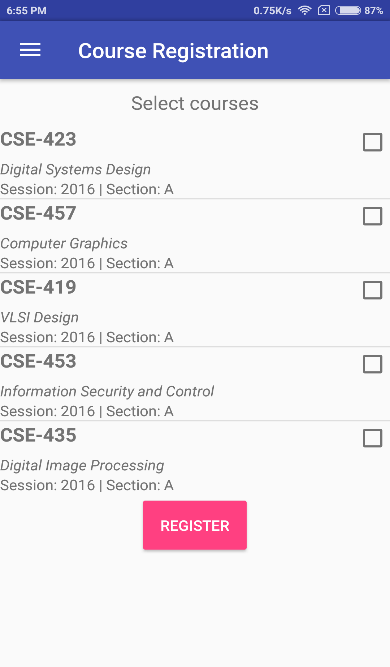 6:55 PM 0.75K/s 87%
Course Registration
Select courses
CSE-423
Digital Systems Design
Session: 2016 | Section: A
CSE-457
Computer Graphics
Session: 2016 | Section: A
CSE-419
VLSI Design
Session: 2016 | Section: A
CSE-453
Information Security and Control
Session: 2016 | Section: A
CSE-435
Digital Image Processing
Session: 2016 | Section: A
REGISTER